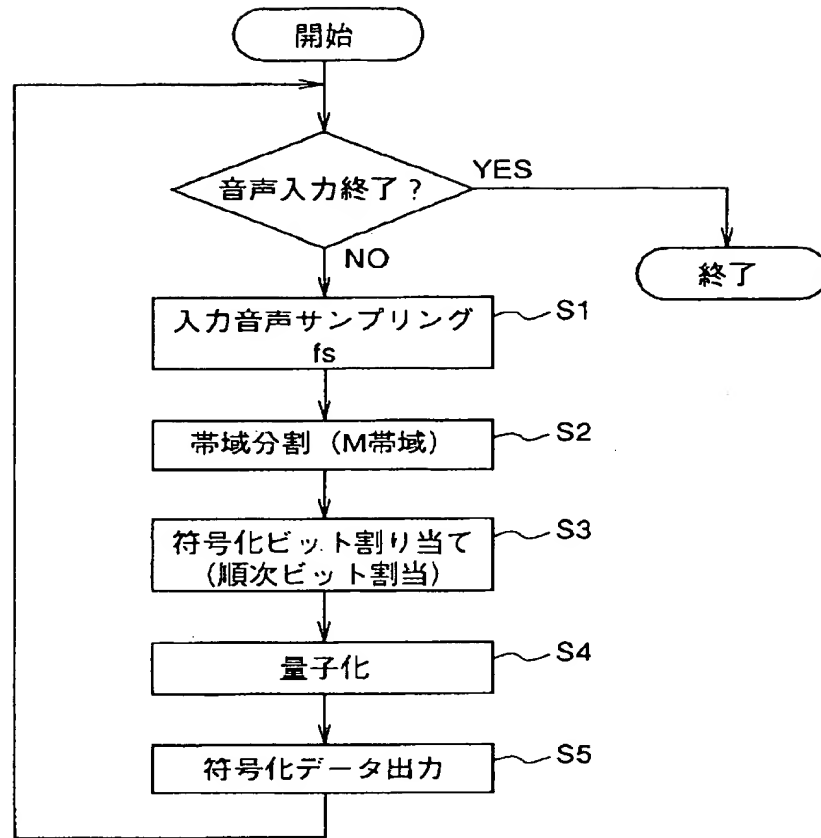 開始
音声入力終了?
YES
NO
終了
入力音声サンプリング
fs
S1
帯域分割(M帯域)
S2
符号化ビット割り当て
(順次ビット割当)
S3
量子化
S4
符号化データ出力
S5